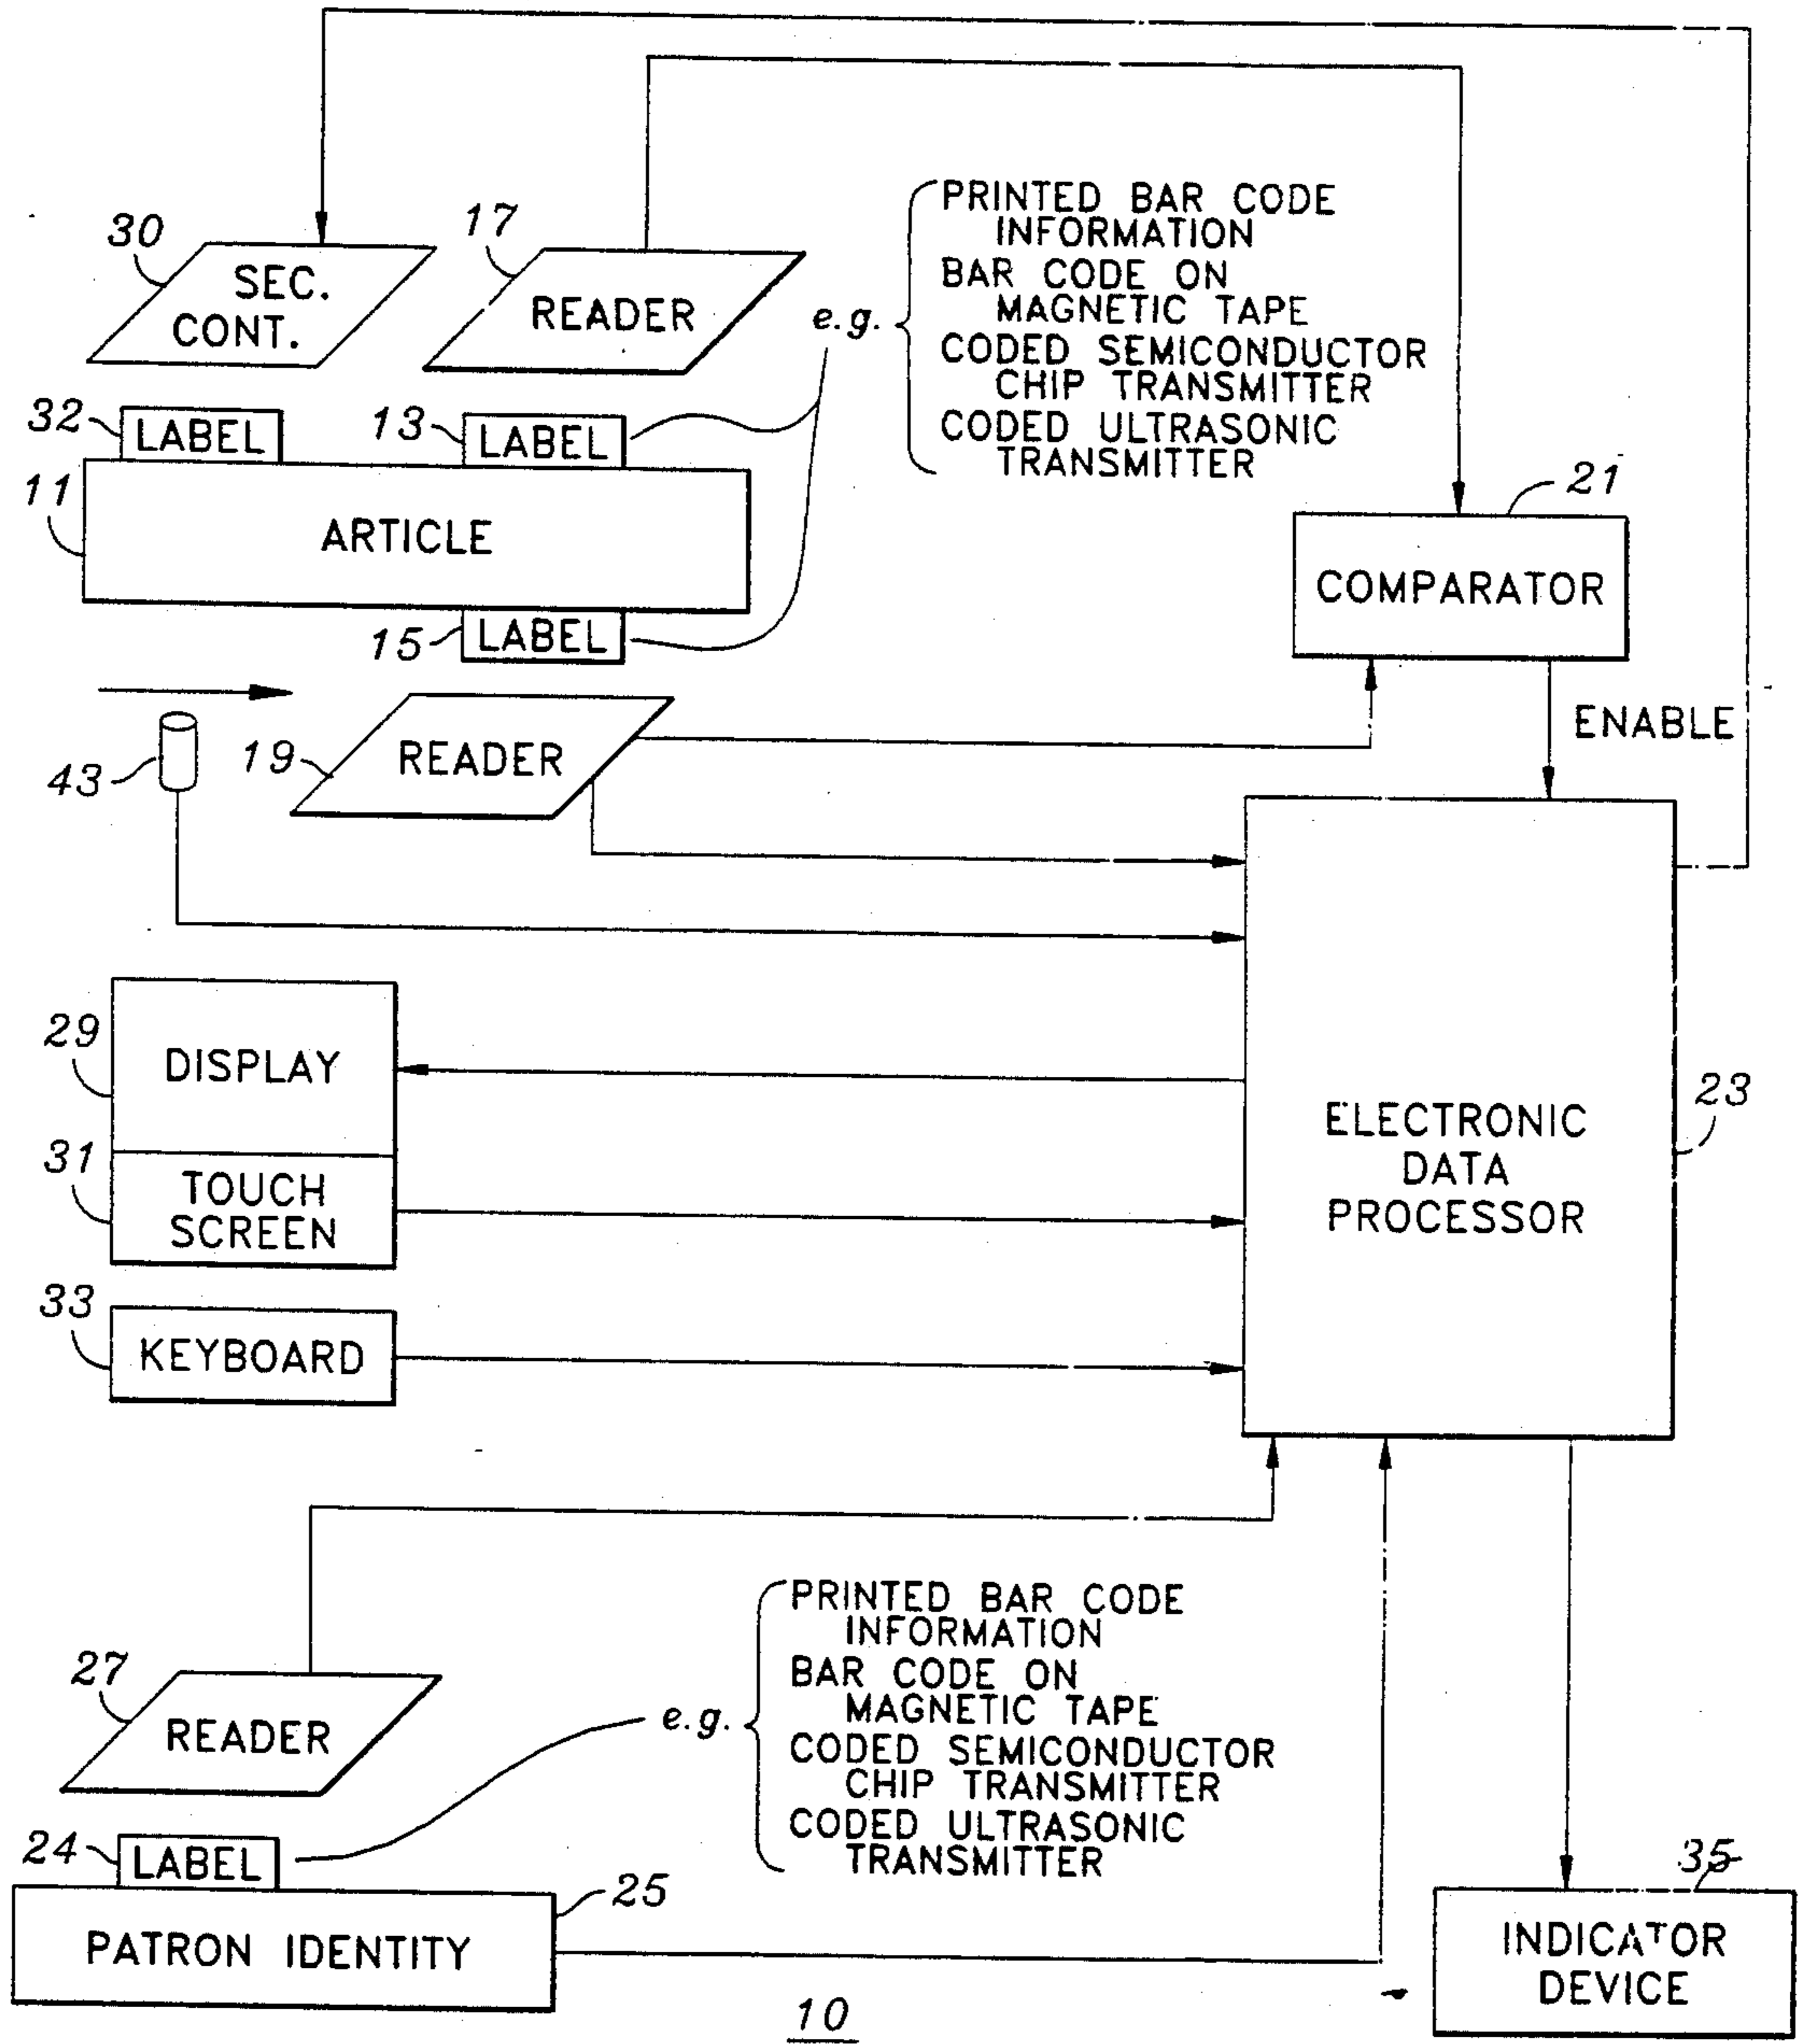 30
SEC.
CONT.
17
READER
e.g.
PRINTED BAR CODE
INFORMATION
BAR CODE ON
MAGNETIC TAPE
CODED SEMICONDUCTOR
CHIP TRANSMITTER
CODED ULTRASONIC
TRANSMITTER
32
LABEL
13
LABEL
11
ARTICLE
21
COMPARATOR
15
LABEL
ENABLE
43
19
READER
29
DISPLAY
23
ELECTRONIC
DATA
PROCESSOR
31
TOUCH
SCREEN
33
KEYBOARD
27
READER
e.g.
PRINTED BAR CODE
INFORMATION
BAR CODE ON
MAGNETIC TAPE
CODED SEMICONDUCTOR
CHIP TRANSMITTER
CODED ULTRASONIC
TRANSMITTER
24
LABEL
25
PATRON IDENTITY
35
INDICATOR
DEVICE
10